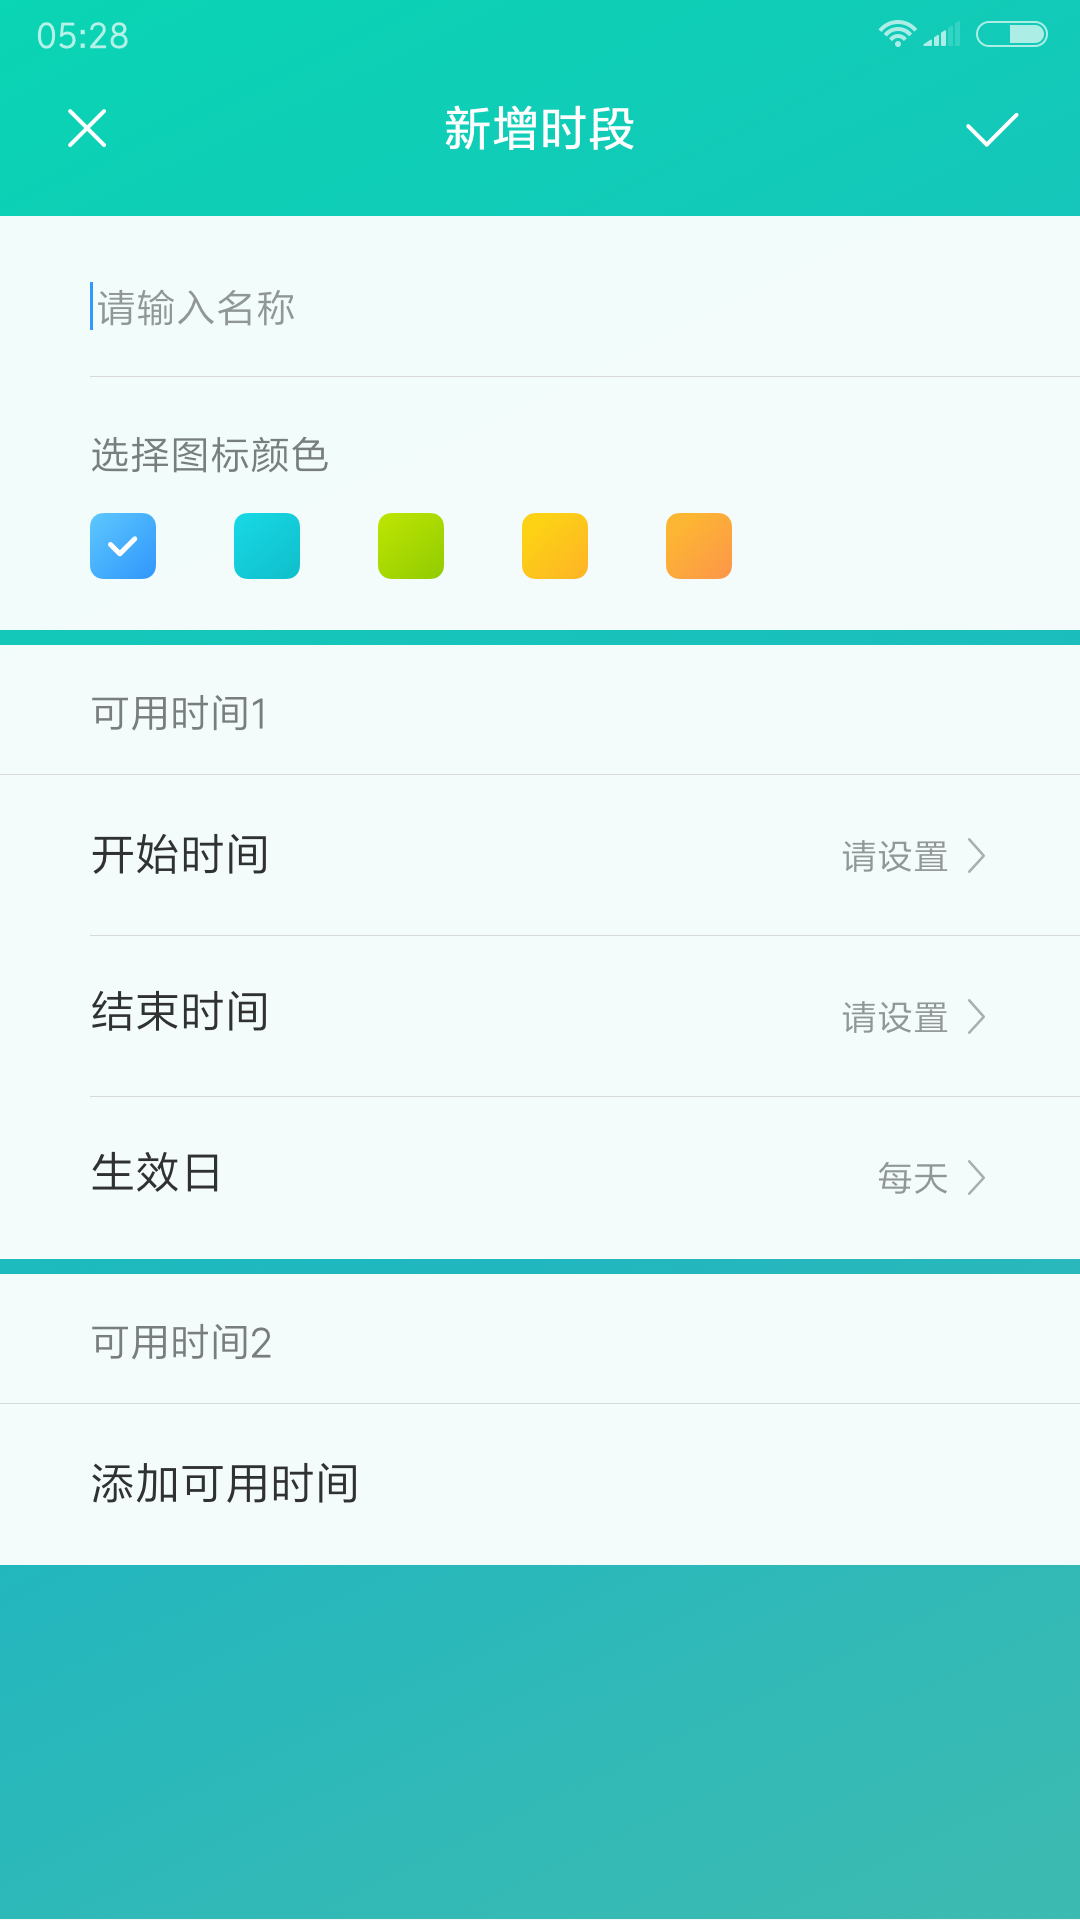 05:28
新增时段
请输入名称
选择图标颜色
可用时间1
开始时间 请设置
结束时间 请设置
生效日 每天
可用时间2
添加可用时间